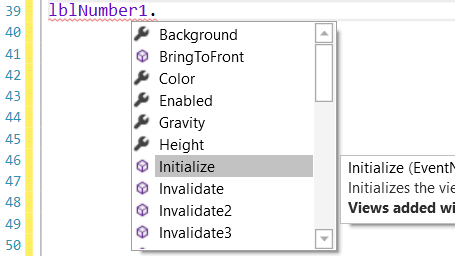 39 lblNumber1.
40 Background
41 BringToFront
42 Color
43 Enabled
44 Gravity
45 Height
46 Initialize
47 Invalidate
48 Invalidate2
49 Invalidate3
50
Initialize (EventN
Initializes the vie
Views added wi